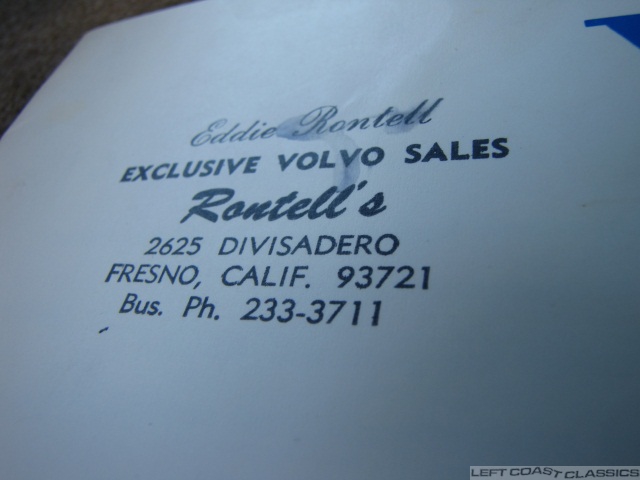 Eddie Rontell
EXCLUSIVE VOLVO SALES
Rontell's
2625 DIVISADERO
FRESNO, CALIF. 93721
Bus. Ph. 233-3711
LEFT COAST CLASSICS